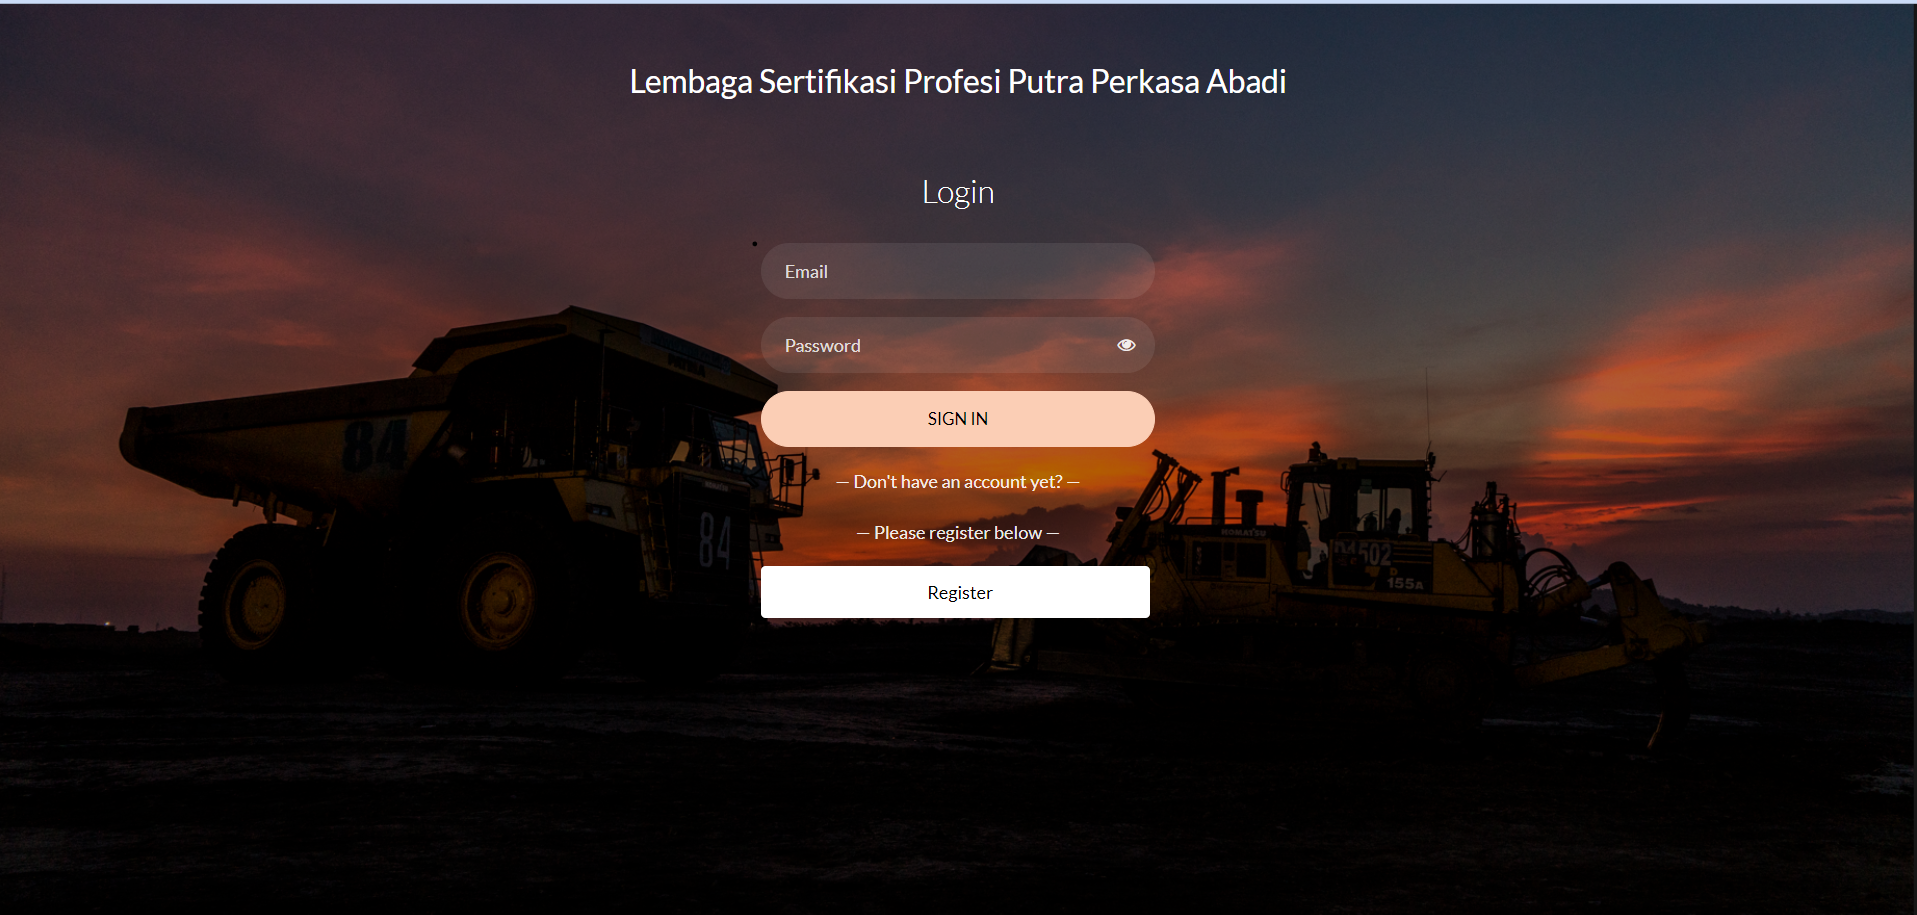 Lembaga Sertifikasi Profesi Putra Perkasa Abadi
Login
Email
Password
SIGN IN
— Don't have an account yet? —
— Please register below —
Register
84
84
KOMATSU
502
155A